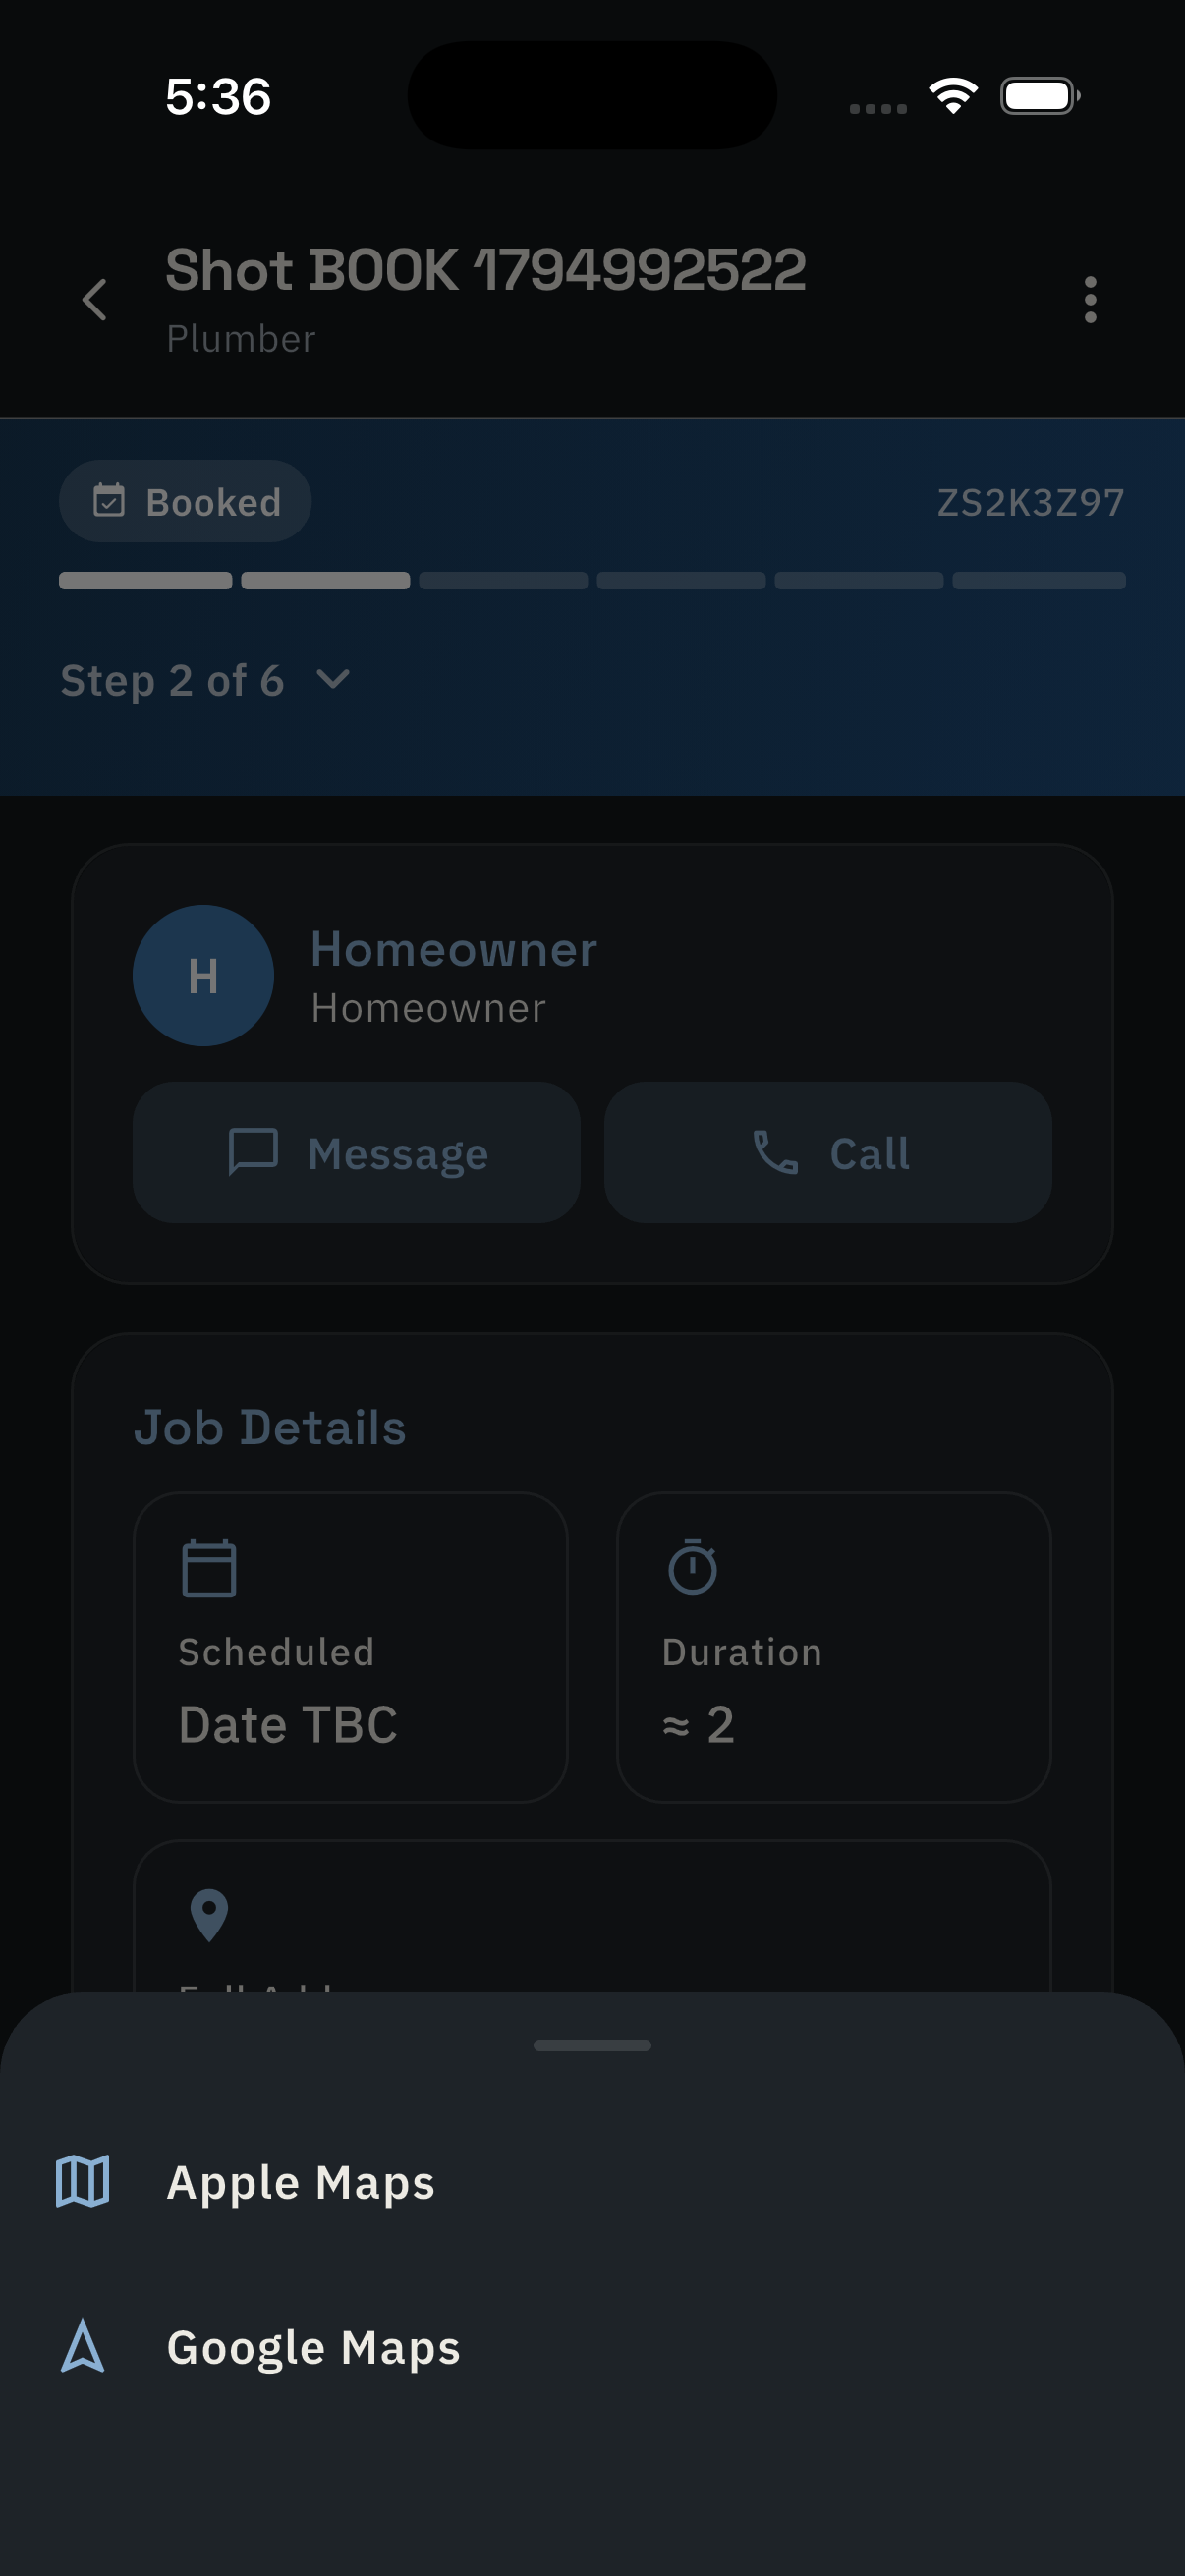 5:36
Shot BOOK 1794992522
Plumber
Booked
ZS2K3Z97
Step 2 of 6
H
Homeowner
Homeowner
Message
Call
Job Details
Scheduled
Duration
Date TBC
≈ 2
Apple Maps
Google Maps